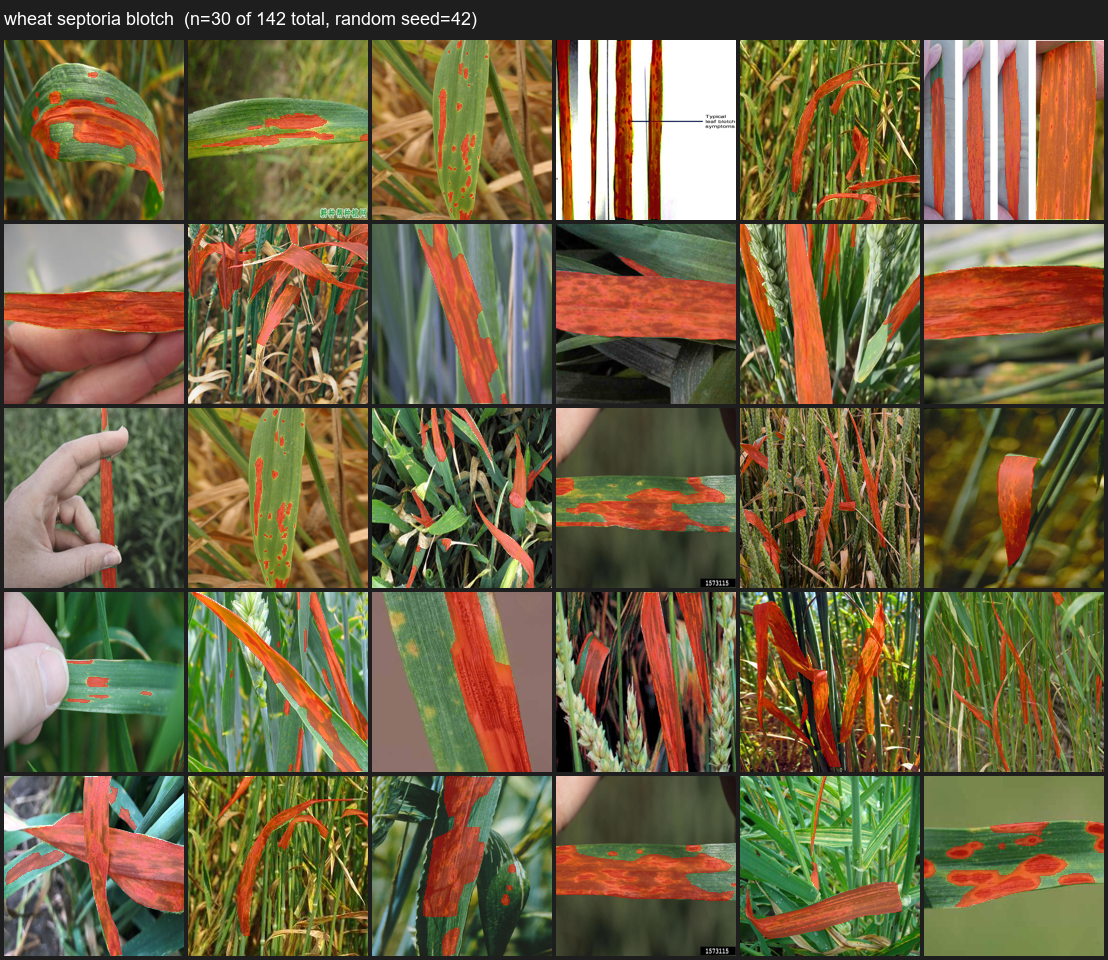 wheat septoria blotch  (n=30 of 142 total, random seed=42)
Typical
leaf blotch
symptoms
1573115
1573115